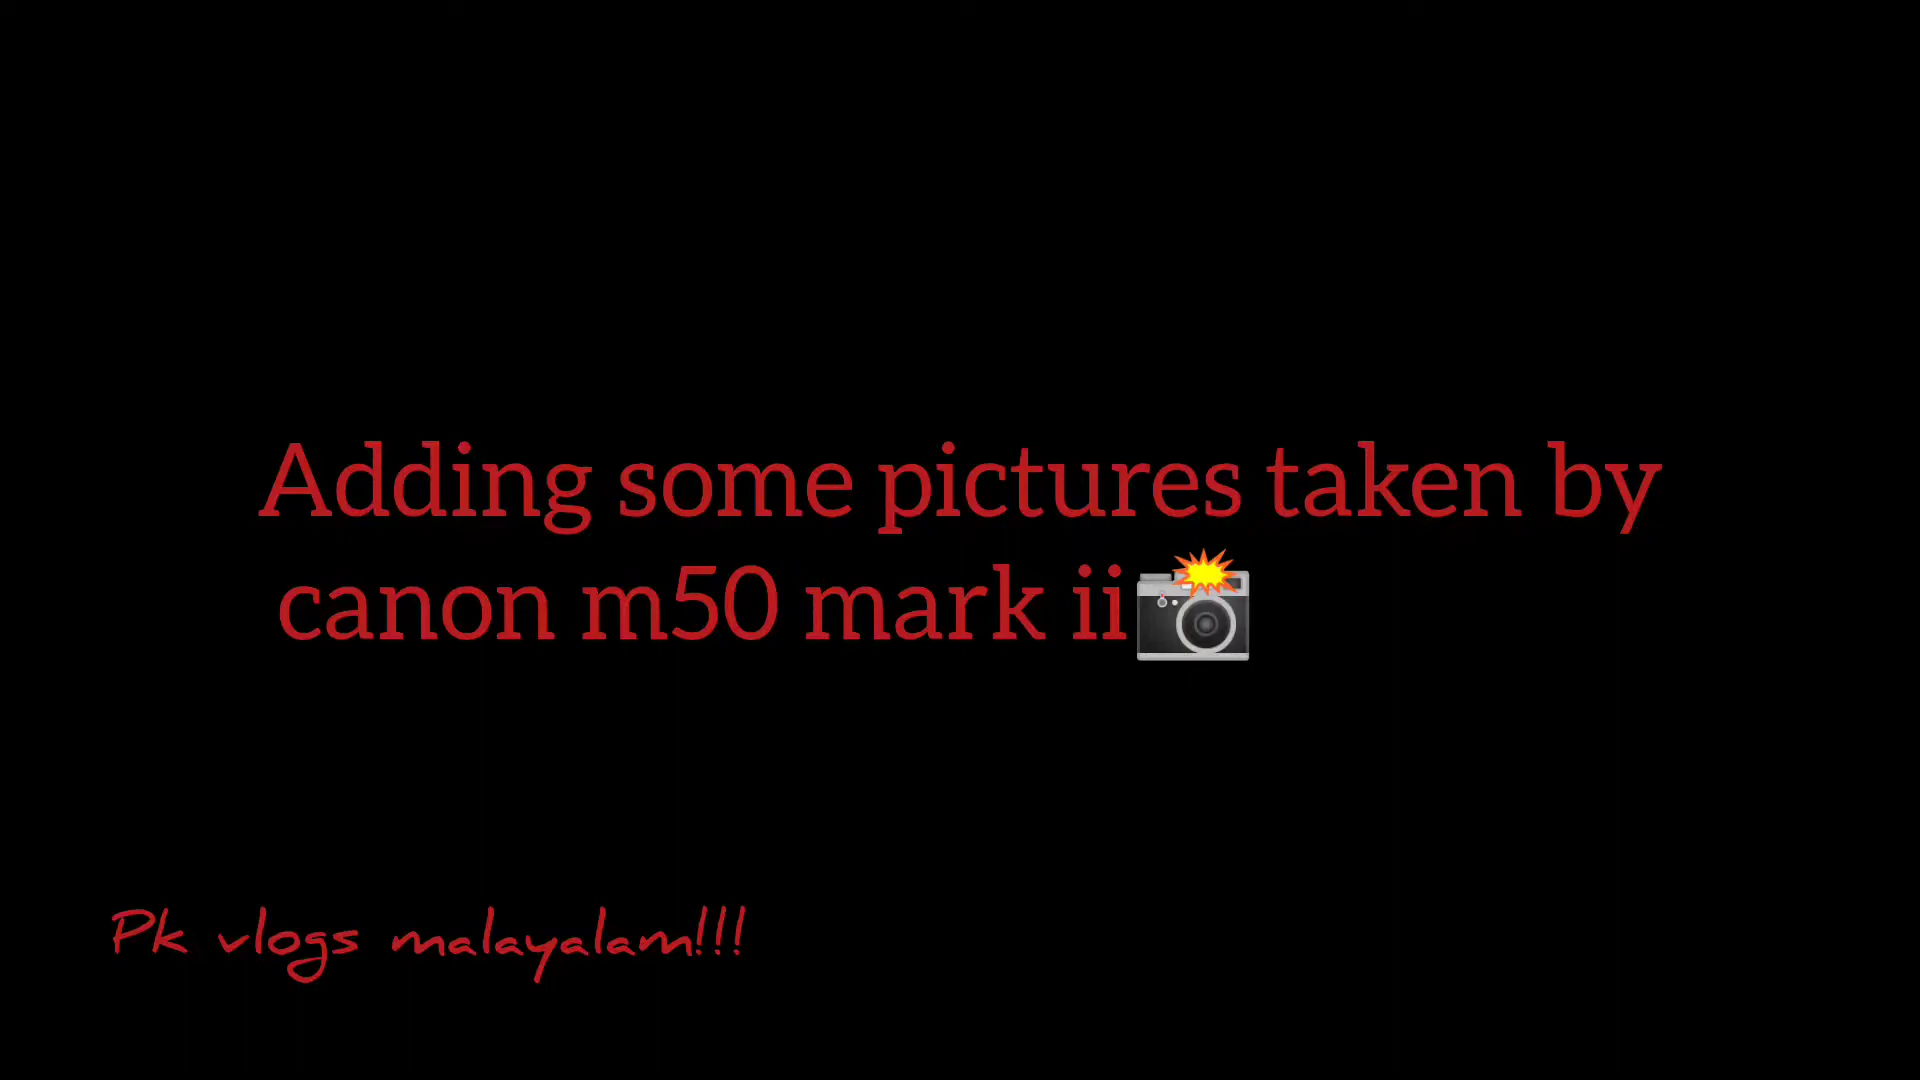 Adding some pictures taken by
canon m50 mark ii📸
Pk vlogs malayalam!!!